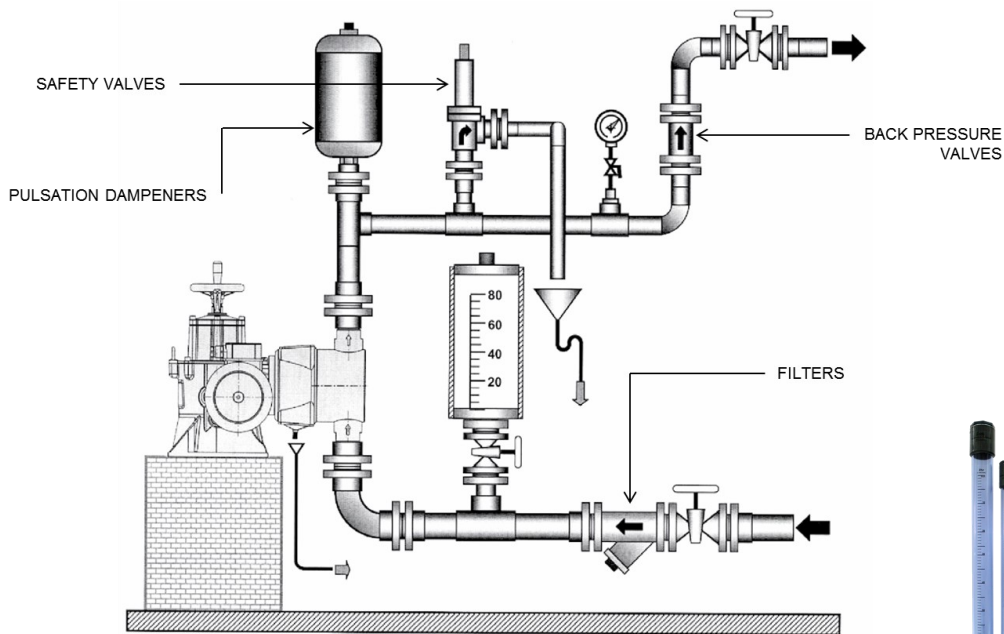 SAFETY VALVES
PULSATION DAMPENERS
BACK PRESSURE
VALVES
80
60
40
20
FILTERS